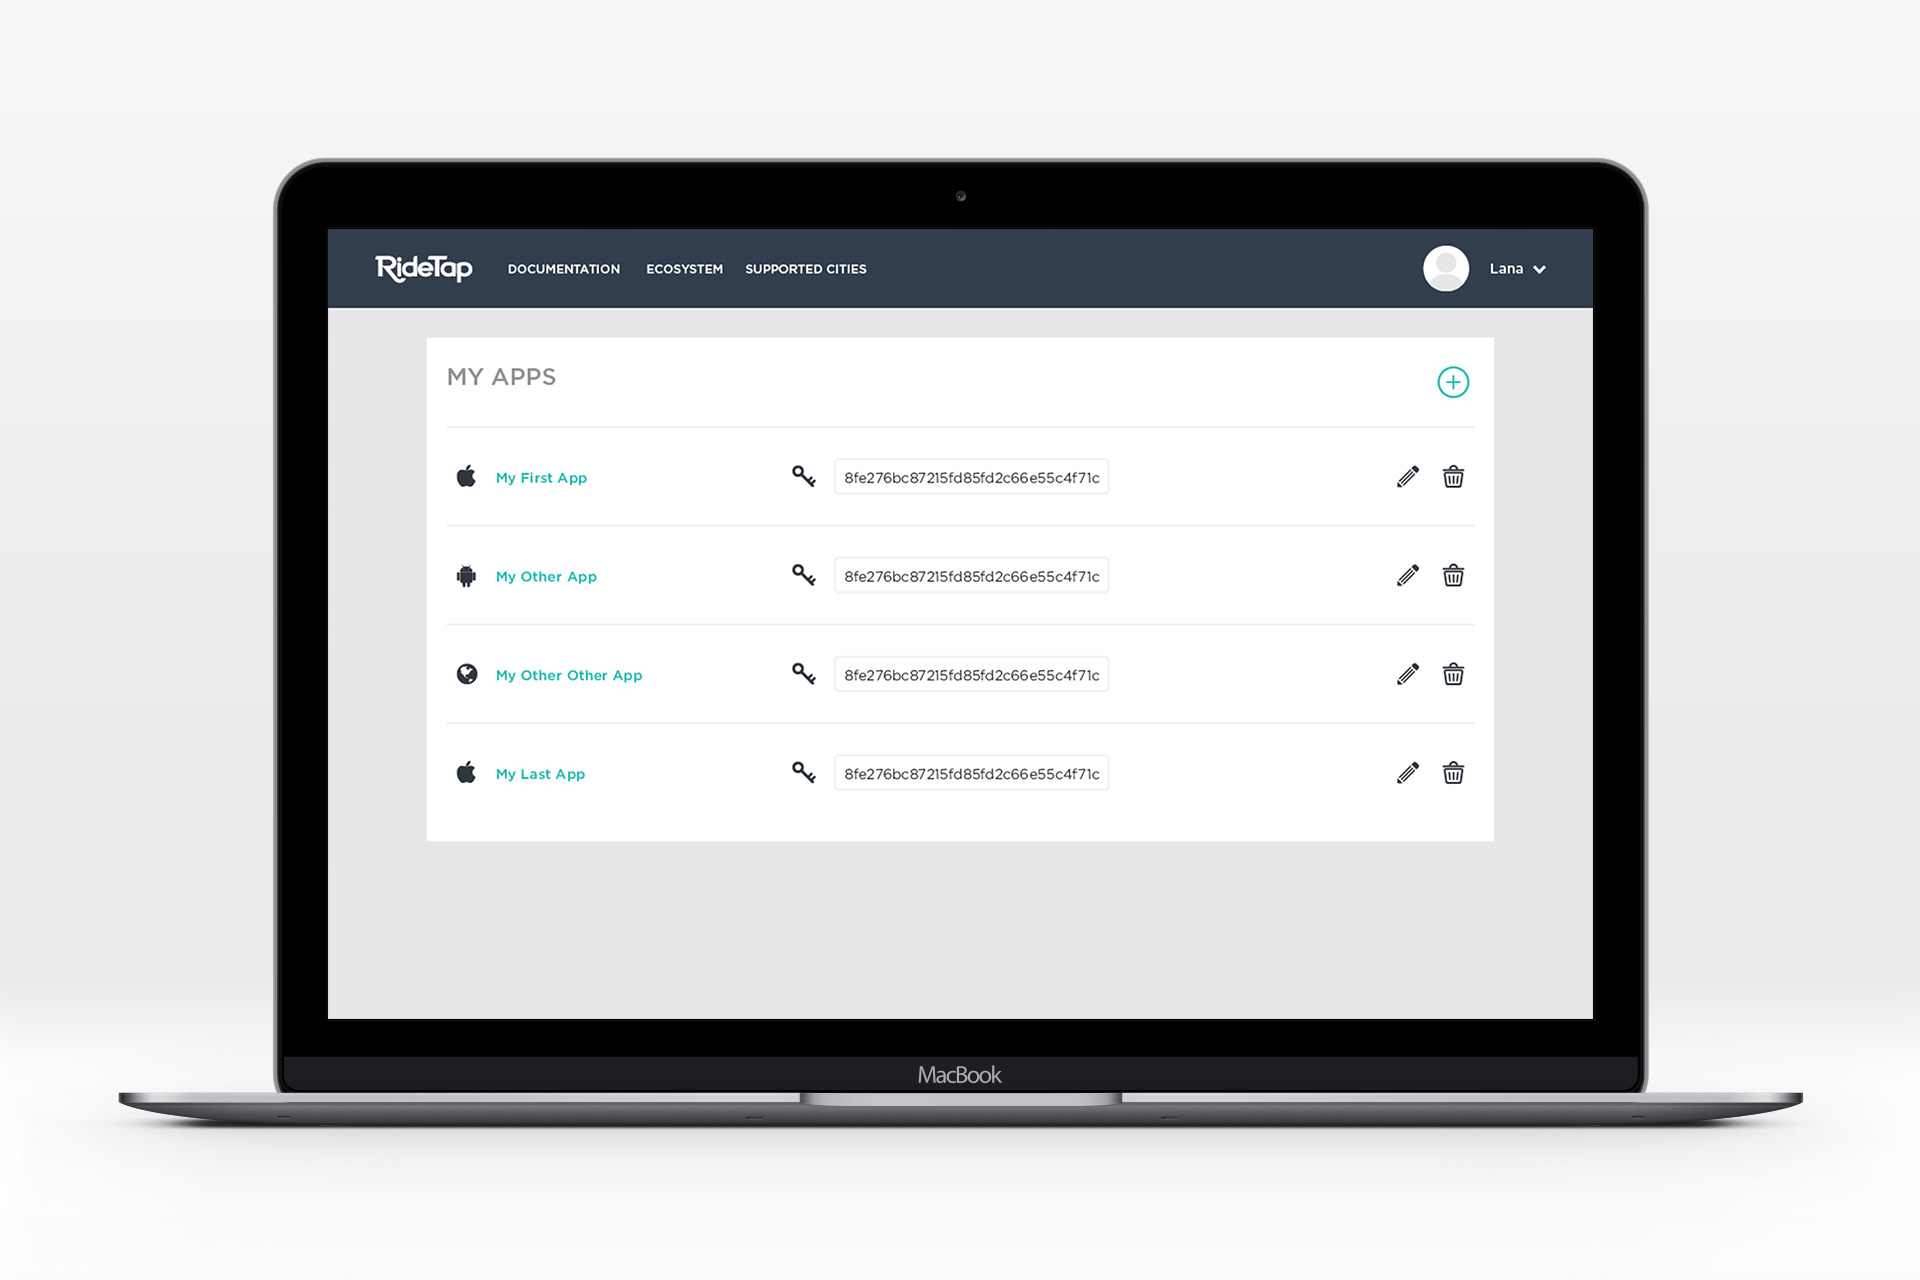 RideTap DOCUMENTATION ECOSYSTEM SUPPORTED CITIES Lana
MY APPS
My First App 8fe276bc87215fd85fd2c66e55c4f71c
My Other App 8fe276bc87215fd85fd2c66e55c4f71c
My Other Other App 8fe276bc87215fd85fd2c66e55c4f71c
My Last App 8fe276bc87215fd85fd2c66e55c4f71c
MacBook